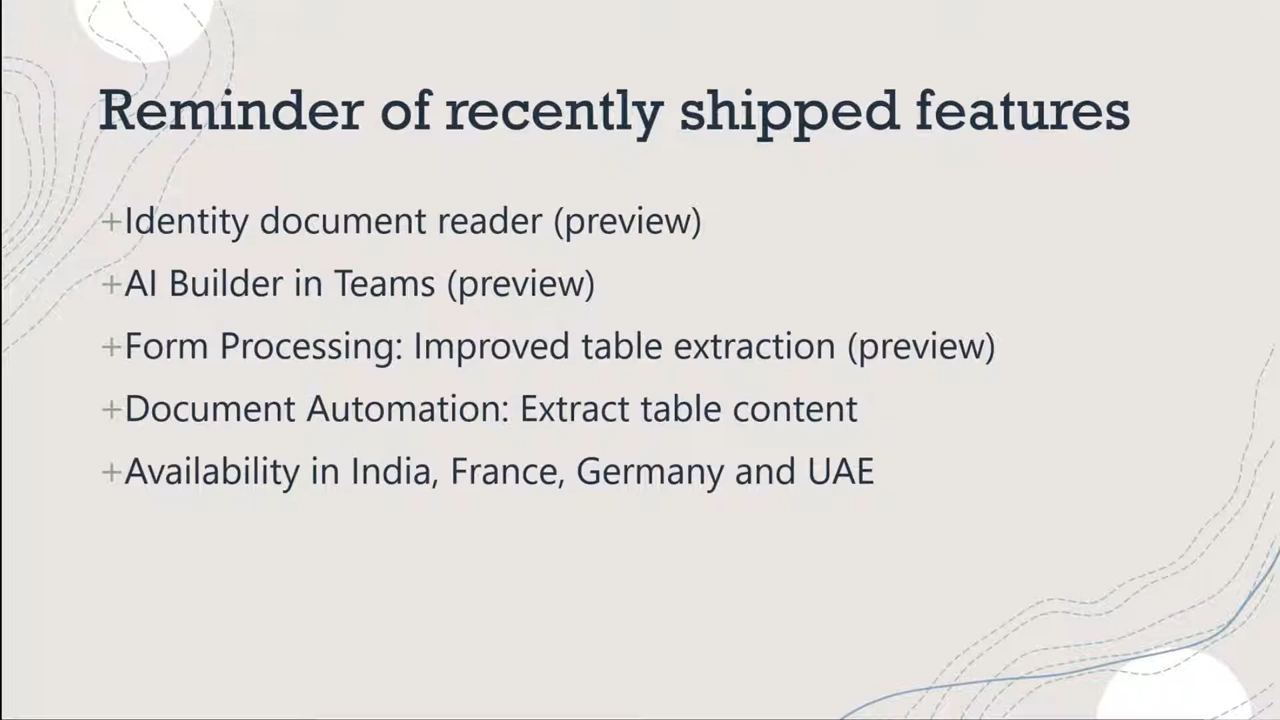 Reminder of recently shipped features
+Identity document reader (preview)
+AI Builder in Teams (preview)
+Form Processing: Improved table extraction (preview)
+Document Automation: Extract table content
+Availability in India, France, Germany and UAE